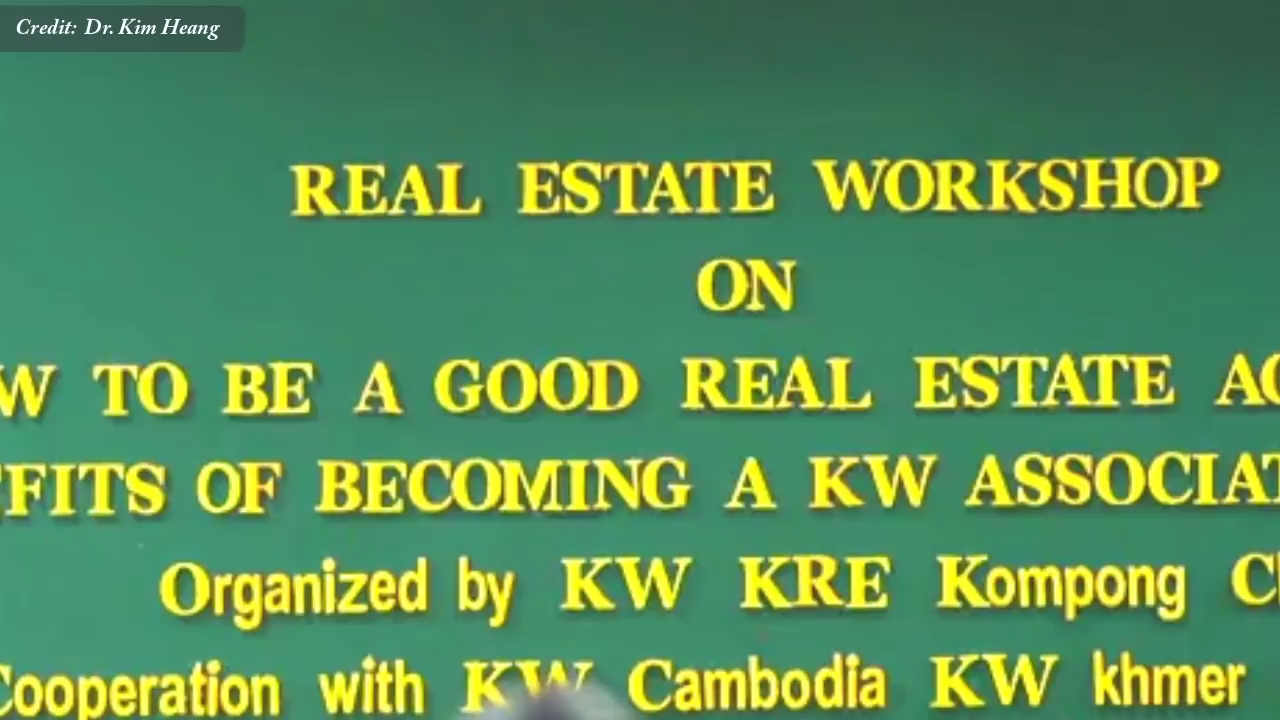 Credit: Dr. Kim Heang
REAL ESTATE WORKSHOP
ON
W TO BE A GOOD REAL ESTATE
FITS OF BECOMING A KW ASSOCIAT
Organized by KW KRE Kompong C
Cooperation with KW Cambodia KW khmer